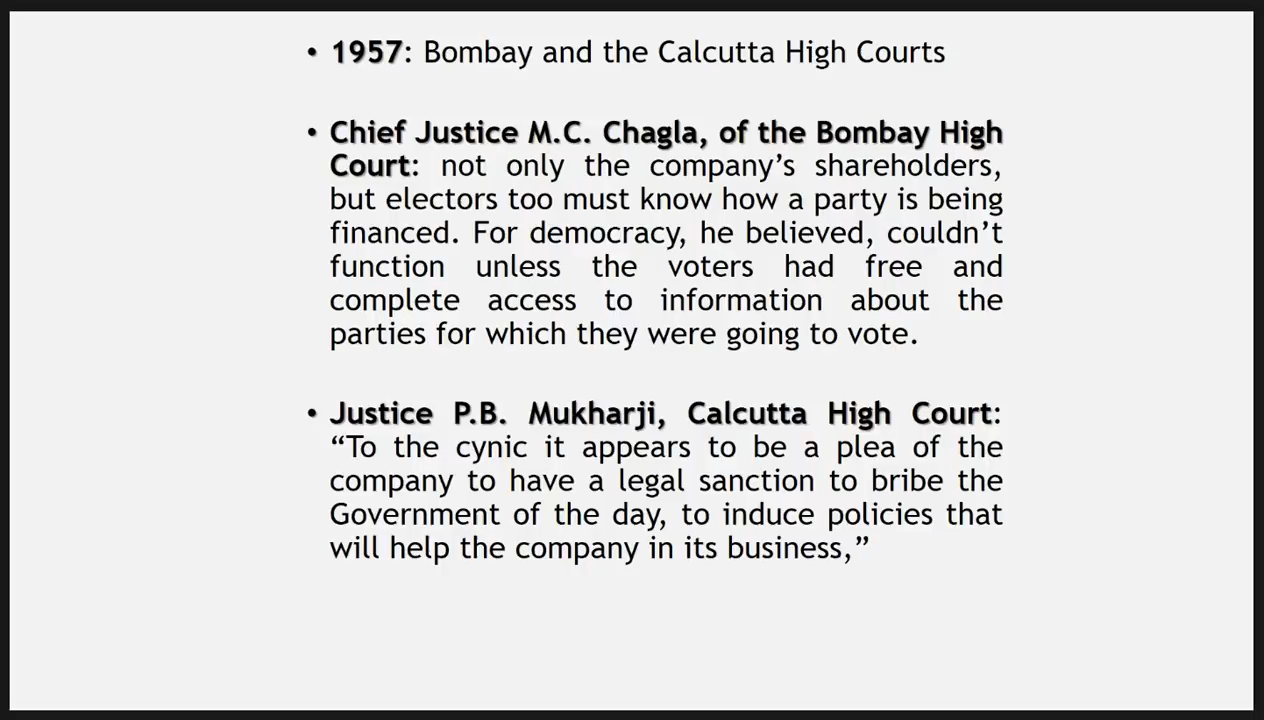 • 1957: Bombay and the Calcutta High Courts
• Chief Justice M.C. Chagla, of the Bombay High
Court: not only the company’s shareholders,
but electors too must know how a party is being
financed. For democracy, he believed, couldn’t
function unless the voters had free and
complete access to information about the
parties for which they were going to vote.
• Justice P.B. Mukharji, Calcutta High Court:
“To the cynic it appears to be a plea of the
company to have a legal sanction to bribe the
Government of the day, to induce policies that
will help the company in its business,”